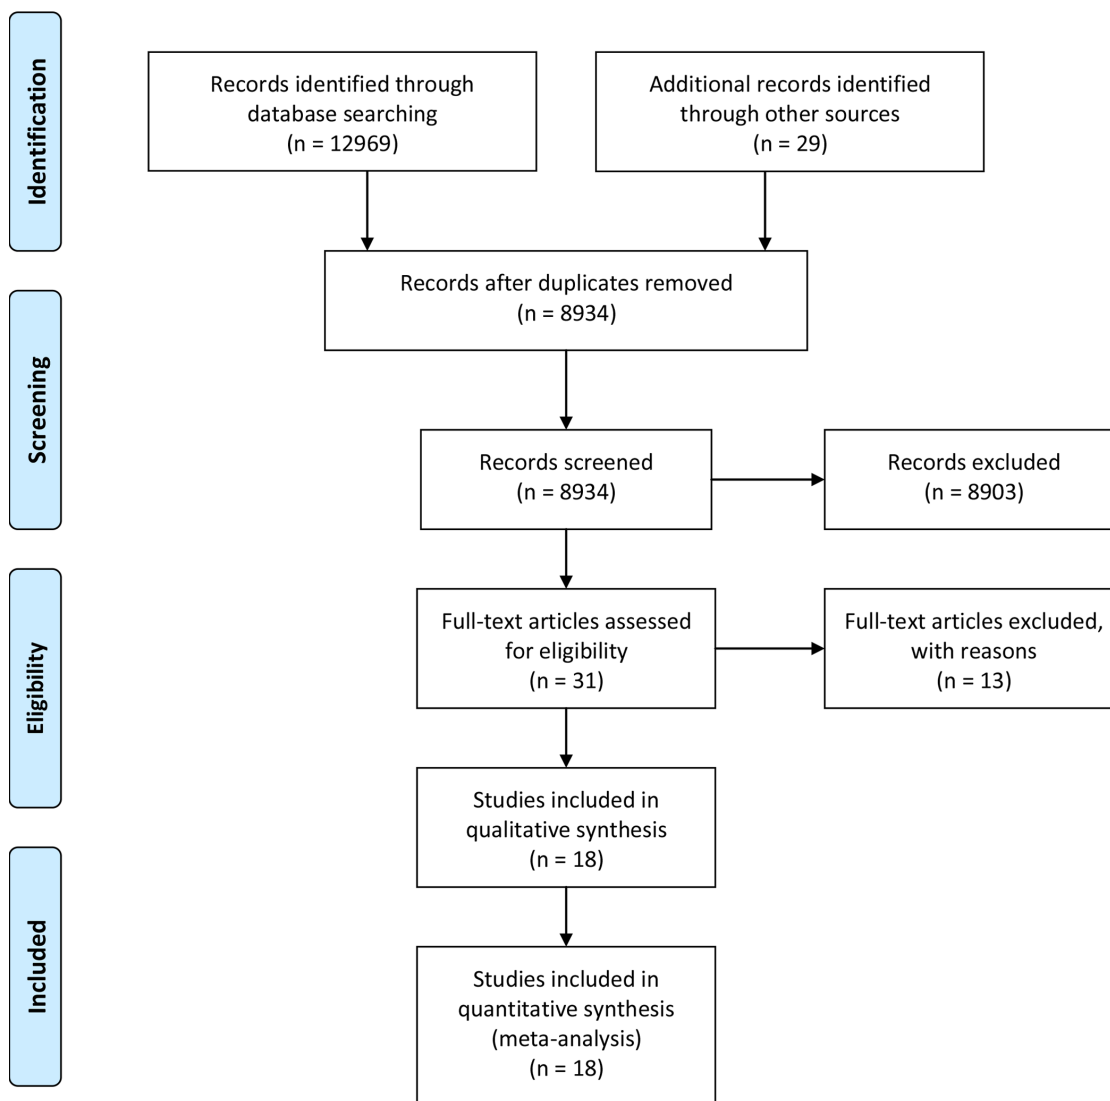 Identification
Records identified through
database searching
(n = 12969)
Additional records identified
through other sources
(n = 29)
Records after duplicates removed
(n = 8934)
Screening
Records screened
(n = 8934)
Records excluded
(n = 8903)
Eligibility
Full-text articles assessed
for eligibility
(n = 31)
Full-text articles excluded,
with reasons
(n = 13)
Studies included in
qualitative synthesis
(n = 18)
Included
Studies included in
quantitative synthesis
(meta-analysis)
(n = 18)